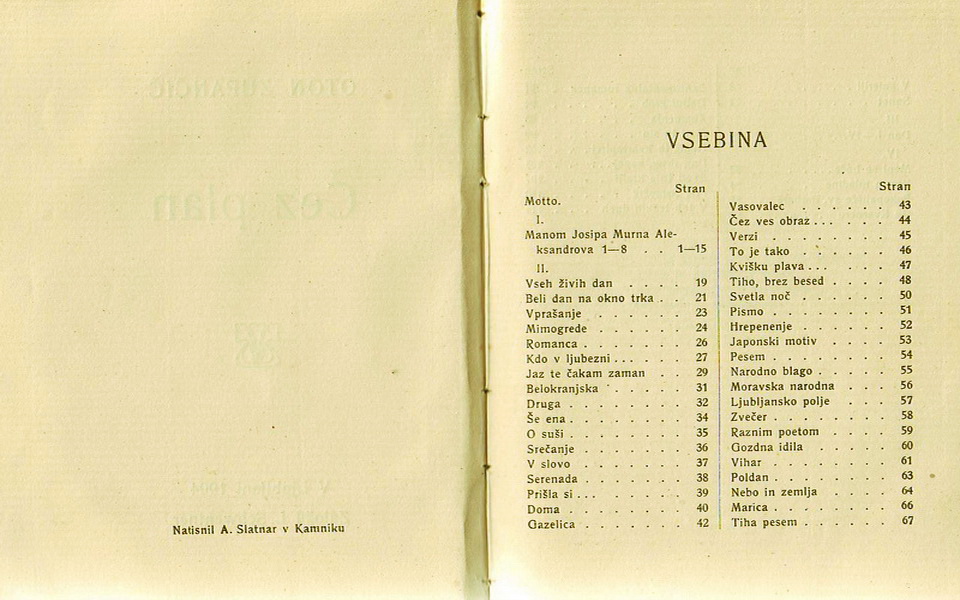 Natisnil A. Slatnar v Kamniku
VSEBINA
Stran
Motto.
I.
Manom Josipa Murna Ale-
ksandrova 1—8 . . 1—15
II.
Vseh živih dan . . . . 19
Beli dan na okno trka . . 21
Vprašanje . . . . . . 23
Mimogrede . . . . . . 24
Romanca . . . . . . . 26
Kdo v ljubezni . . . . . . 27
Jaz te čakam zaman . . 29
Belokranjska . . . . . 31
Druga . . . . . . . . 32
Še ena . . . . . . . . 34
O suši . . . . . . . . 35
Srečanje . . . . . . . 36
V slovo . . . . . . . 37
Serenada . . . . . . . 38
Prišla si . . . . . . . . 39
Doma . . . . . . . . 40
Gazelica . . . . . . . 42
Stran
Vasovalec . . . . . . 43
Čez ves obraz . . . . . . 44
Verzi . . . . . . . . 45
To je tako . . . . . . 46
Kvišku plava . . . . . . 47
Tiho, brez besed . . . . 48
Svetla noč . . . . . . 50
Pismo . . . . . . . . 51
Hrepenenje . . . . . . 52
Japonski motiv . . . . 53
Pesem . . . . . . . . 54
Narodno blago . . . . . 55
Moravska narodna . . . 56
Ljubljansko polje . . . 57
Zvečer . . . . . . . . 58
Raznim poetom . . . . 59
Gozdna idila . . . . . 60
Vihar . . . . . . . . 61
Poldan . . . . . . . . 63
Nebo in zemlja . . . . 64
Marica . . . . . . . . 66
Tiha pesem . . . . . . 67